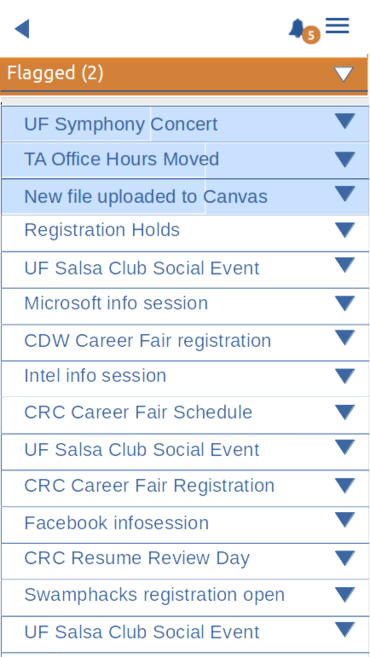 5
Flagged (2)
UF Symphony Concert
TA Office Hours Moved
New file uploaded to Canvas
Registration Holds
UF Salsa Club Social Event
Microsoft info session
CDW Career Fair registration
Intel info session
CRC Career Fair Schedule
UF Salsa Club Social Event
CRC Career Fair Registration
Facebook infosession
CRC Resume Review Day
Swamphacks registration open
UF Salsa Club Social Event